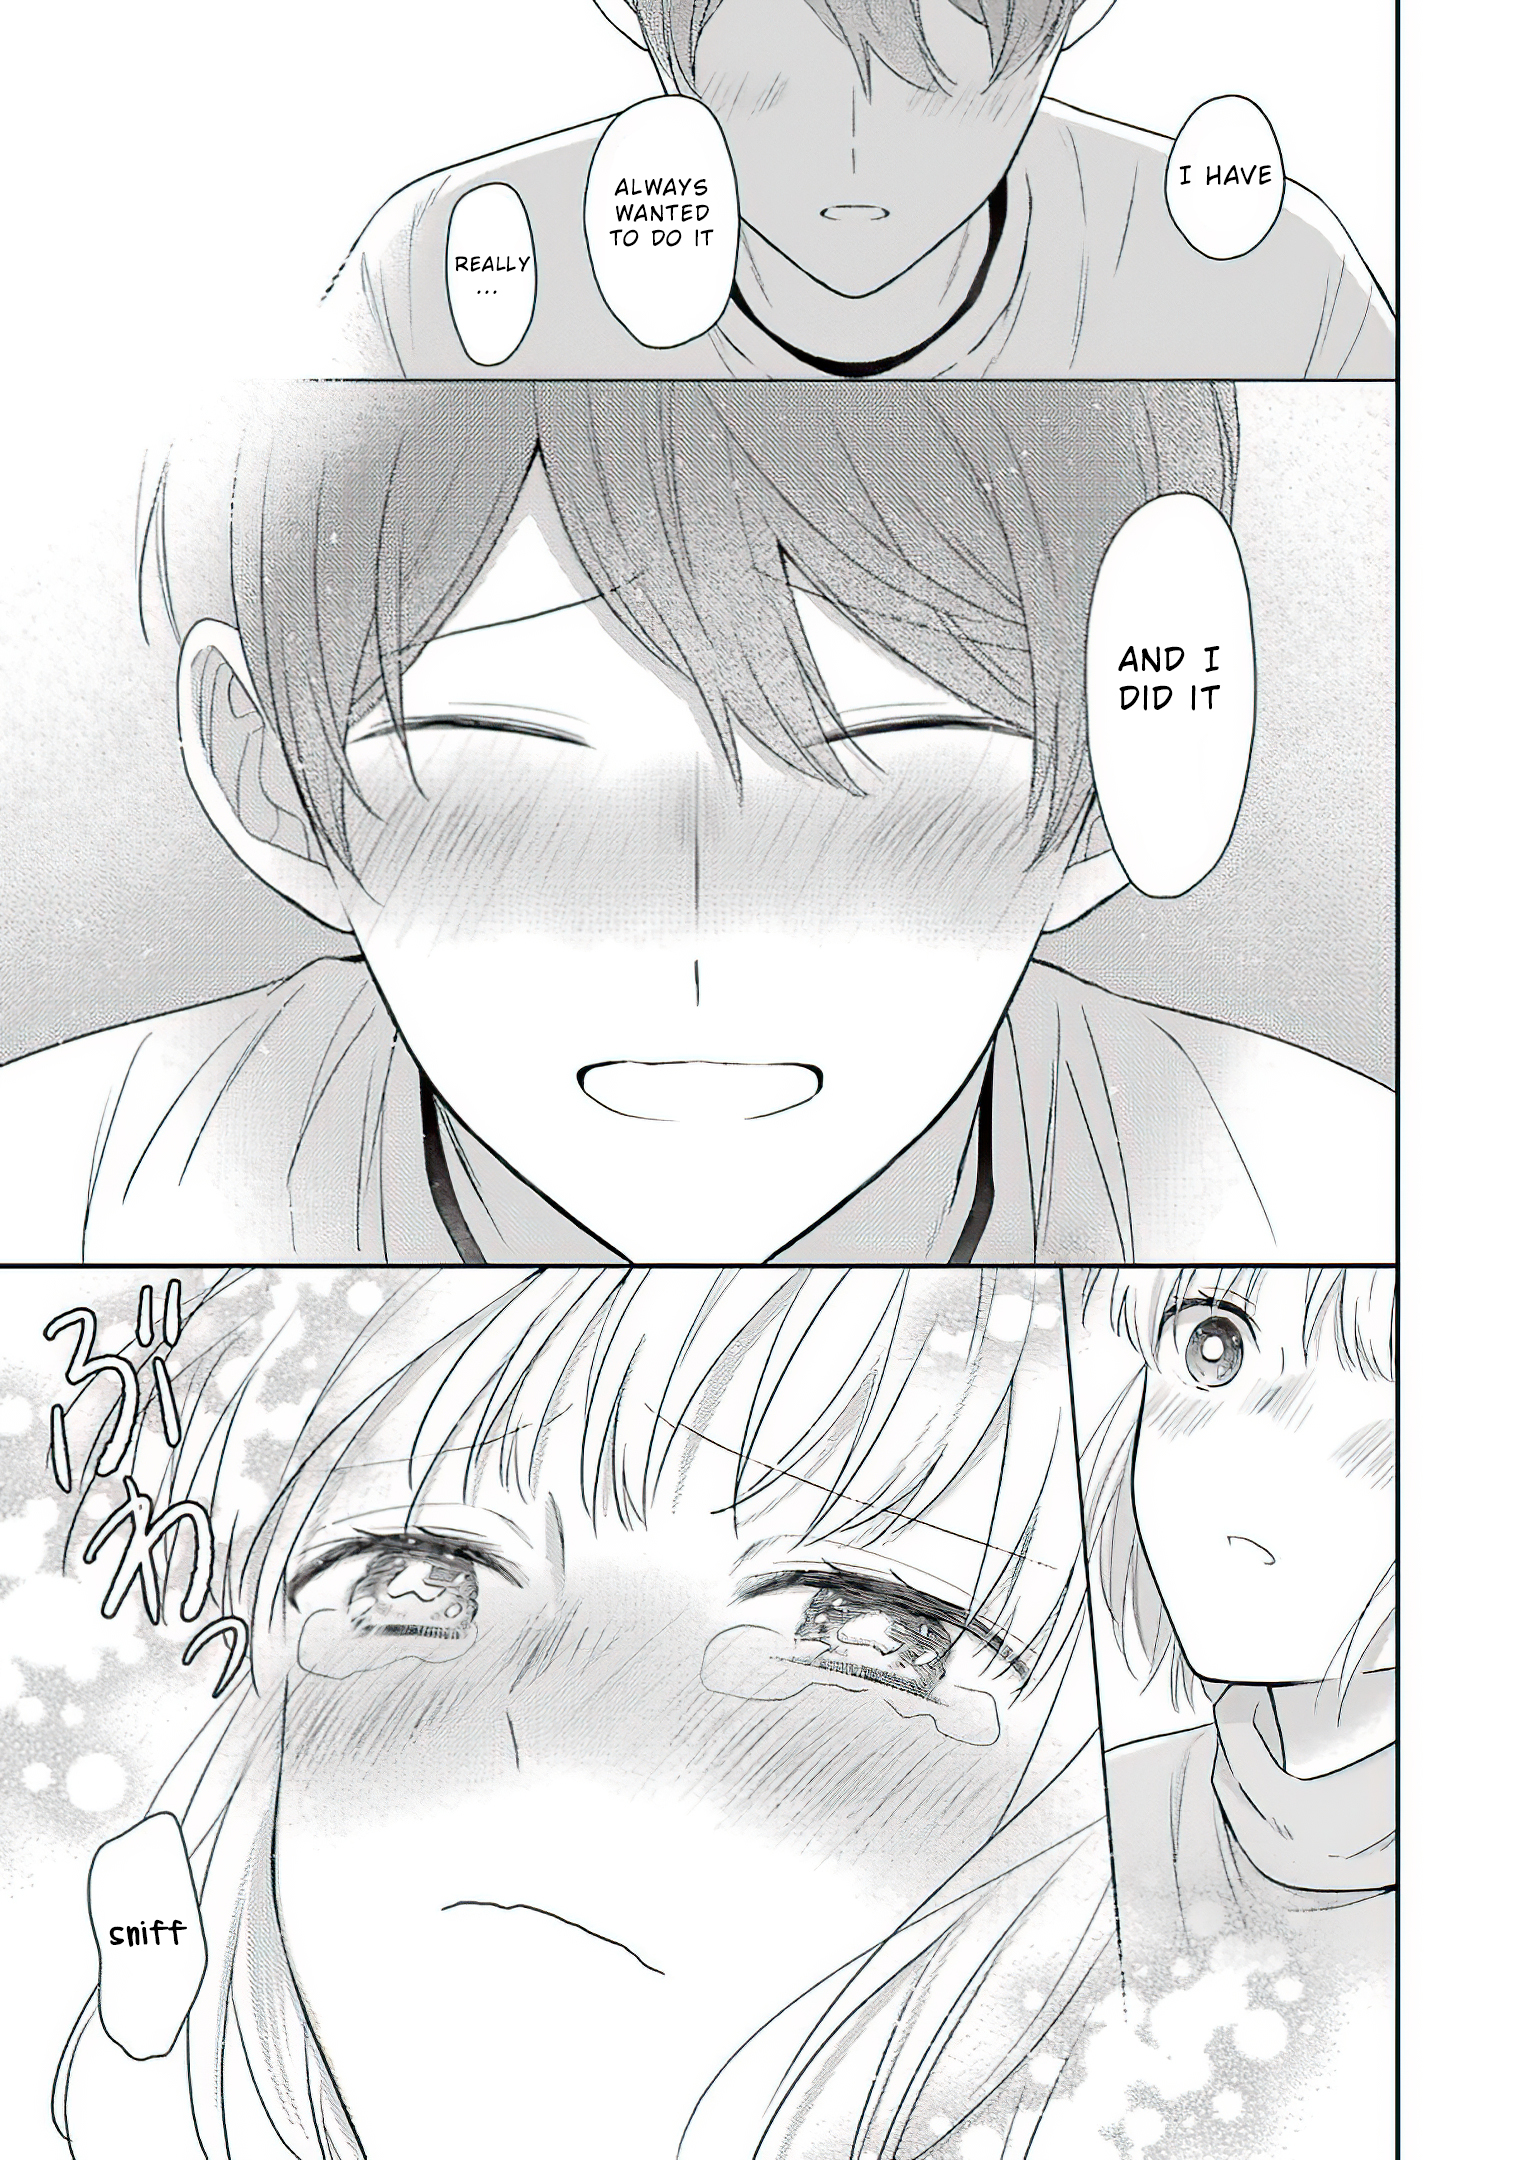 I HAVE
ALWAYS
WANTED
TO DO IT
REALLY
...
AND I
DID IT
ぶわっ
sniff